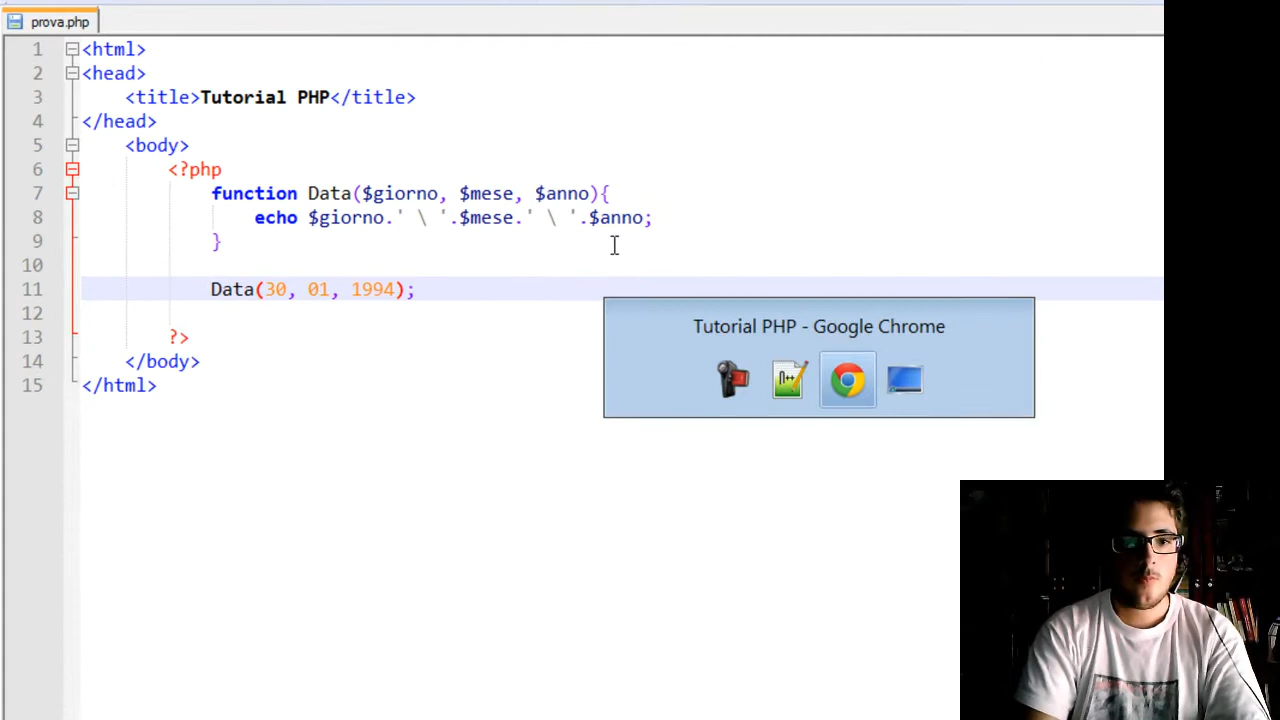 prova.php
1 <html>
2 <head>
3 <title>Tutorial PHP</title>
4 </head>
5 <body>
6 <?php
7 function Data($giorno, $mese, $anno){
8 echo $giorno.' \ '.$mese.' \ '.$anno;
9 }
10
11 Data(30, 01, 1994);
12
13 ?>
14 </body>
15 </html>
Tutorial PHP - Google Chrome